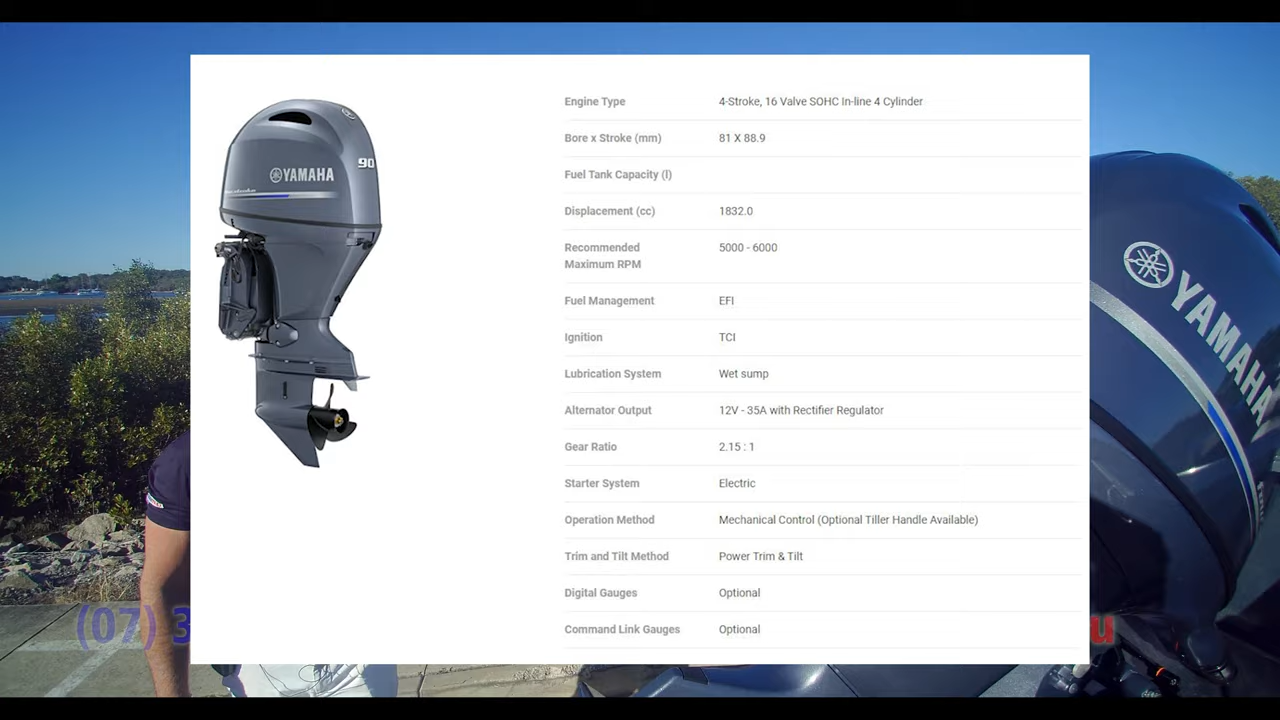 90
YAMAHA
Engine Type 4-Stroke, 16 Valve SOHC In-line 4 Cylinder
Bore x Stroke (mm) 81 X 88.9
Fuel Tank Capacity (l)
Displacement (cc) 1832.0
Recommended Maximum RPM 5000 - 6000
Fuel Management EFI
Ignition TCI
Lubrication System Wet sump
Alternator Output 12V - 35A with Rectifier Regulator
Gear Ratio 2.15 : 1
Starter System Electric
Operation Method Mechanical Control (Optional Tiller Handle Available)
Trim and Tilt Method Power Trim & Tilt
Digital Gauges Optional
Command Link Gauges Optional
YAMAHA
(07) 3
u